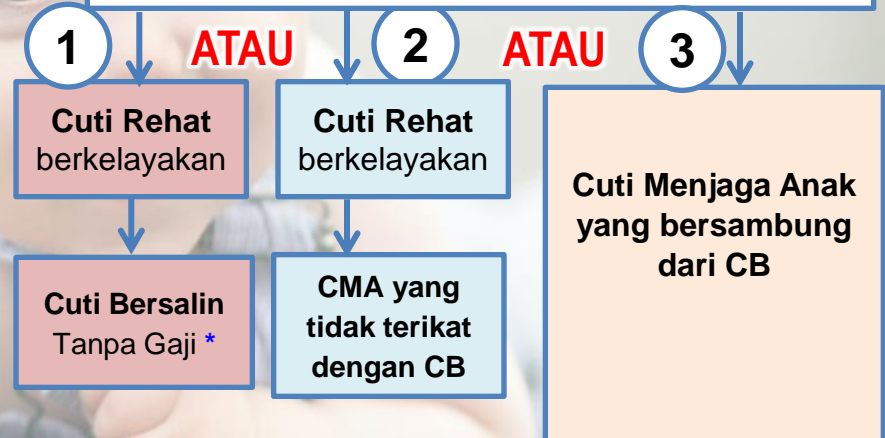 1
ATAU
2
ATAU
3
Cuti Rehat
berkelayakan
Cuti Rehat
berkelayakan
Cuti Menjaga Anak
yang bersambung
dari CB
Cuti Bersalin
Tanpa Gaji *
CMA yang
tidak terikat
dengan CB